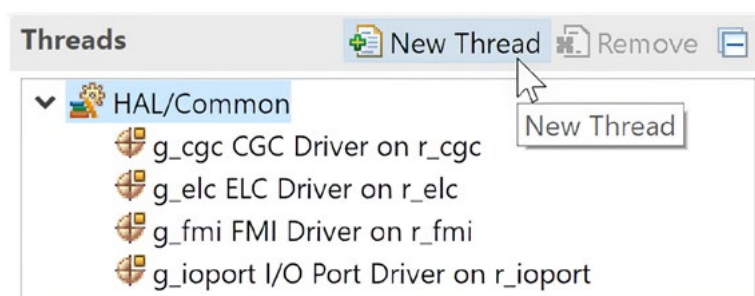 Threads New Thread Remove
HAL/Common
New Thread
g_cgc CGC Driver on r_cgc
g_elc ELC Driver on r_elc
g_fmi FMI Driver on r_fmi
g_ioport I/O Port Driver on r_ioport